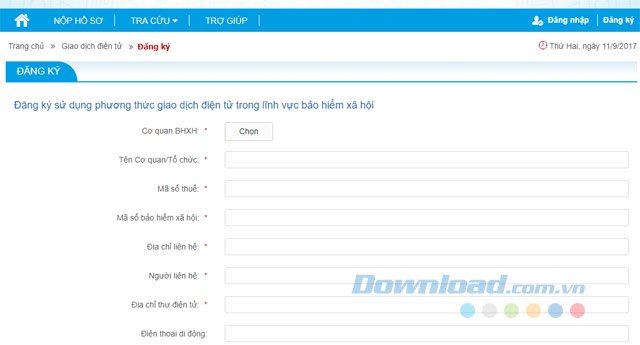 NỘP HỒ SƠ TRA CỨU TRỢ GIÚP Đăng nhập Đăng ký
Trang chủ » Giao dịch điện tử » Đăng ký Thứ Hai, ngày 11/9/2017
ĐĂNG KÝ
Đăng ký sử dụng phương thức giao dịch điện tử trong lĩnh vực bảo hiểm xã hội
Cơ quan BHXH: * Chọn
Tên Cơ quan/Tổ chức: *
Mã số thuế: *
Mã số bảo hiểm xã hội: *
Địa chỉ liên hệ: *
Người liên hệ: *
Download.com.vn
Địa chỉ thư điện tử: *
Điện thoại di động: